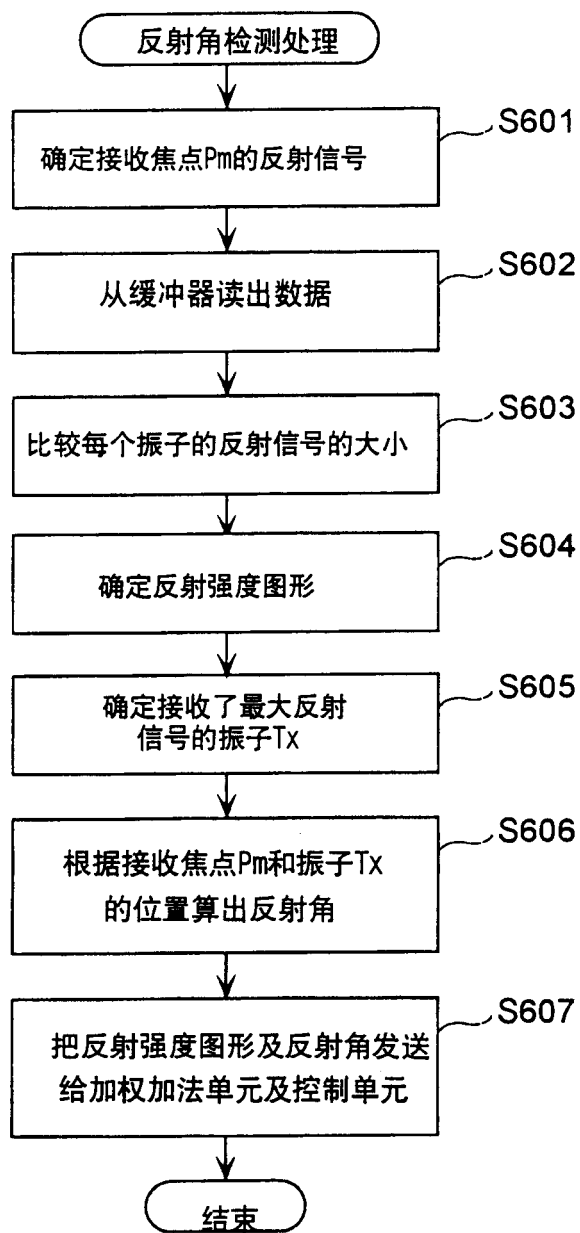 反射角检测处理
确定接收焦点Pm的反射信号
S601
从缓冲器读出数据
S602
比较每个振子的反射信号的大小
S603
确定反射强度图形
S604
确定接收了最大反射
信号的振子Tx
S605
根据接收焦点Pm和振子Tx
的位置算出反射角
S606
把反射强度图形及反射角发送
给加权加法单元及控制单元
S607
结束